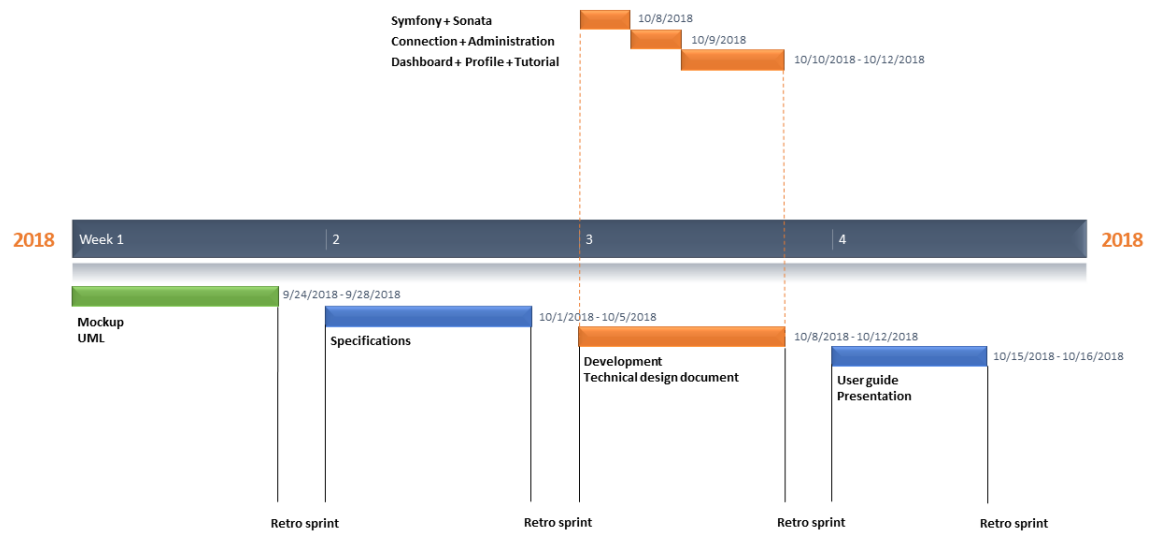 Symfony + Sonata
10/8/2018
Connection + Administration
10/9/2018
Dashboard + Profile + Tutorial
10/10/2018 - 10/12/2018
2018
Week 1
2
3
4
2018
9/24/2018 - 9/28/2018
Mockup
UML
10/1/2018 - 10/5/2018
Specifications
10/8/2018 - 10/12/2018
Development
Technical design document
10/15/2018 - 10/16/2018
User guide
Presentation
Retro sprint
Retro sprint
Retro sprint
Retro sprint